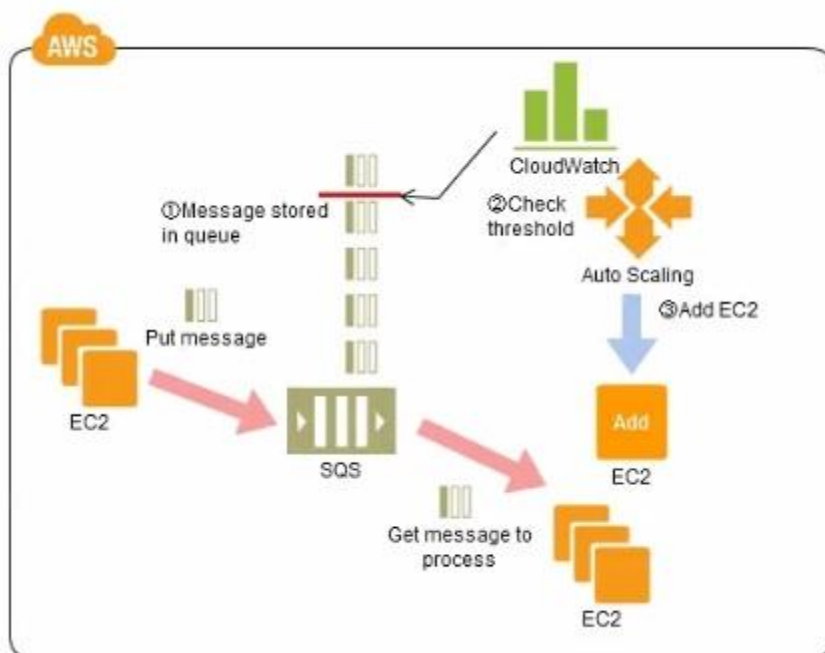 AWS
CloudWatch
①Message stored
in queue
②Check
threshold
Auto Scaling
③Add EC2
Put message
EC2
SQS
Add
EC2
Get message to
process
EC2